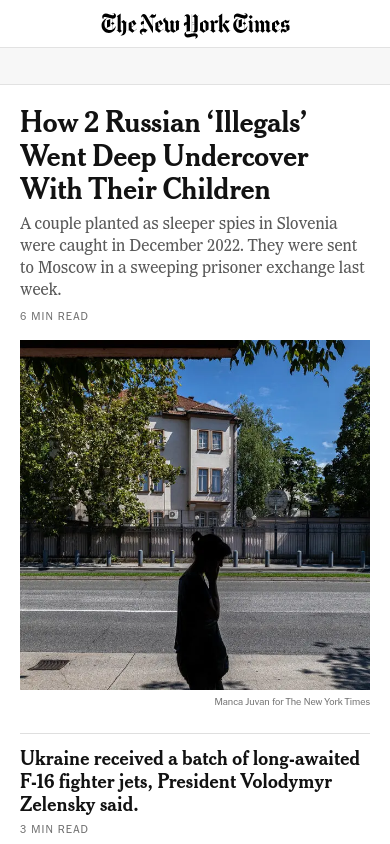 The New York Times
How 2 Russian ‘Illegals’
Went Deep Undercover
With Their Children
A couple planted as sleeper spies in Slovenia
were caught in December 2022. They were sent
to Moscow in a sweeping prisoner exchange last
week.
6 MIN READ
Manca Juvan for The New York Times
Ukraine received a batch of long-awaited
F-16 fighter jets, President Volodymyr
Zelensky said.
3 MIN READ